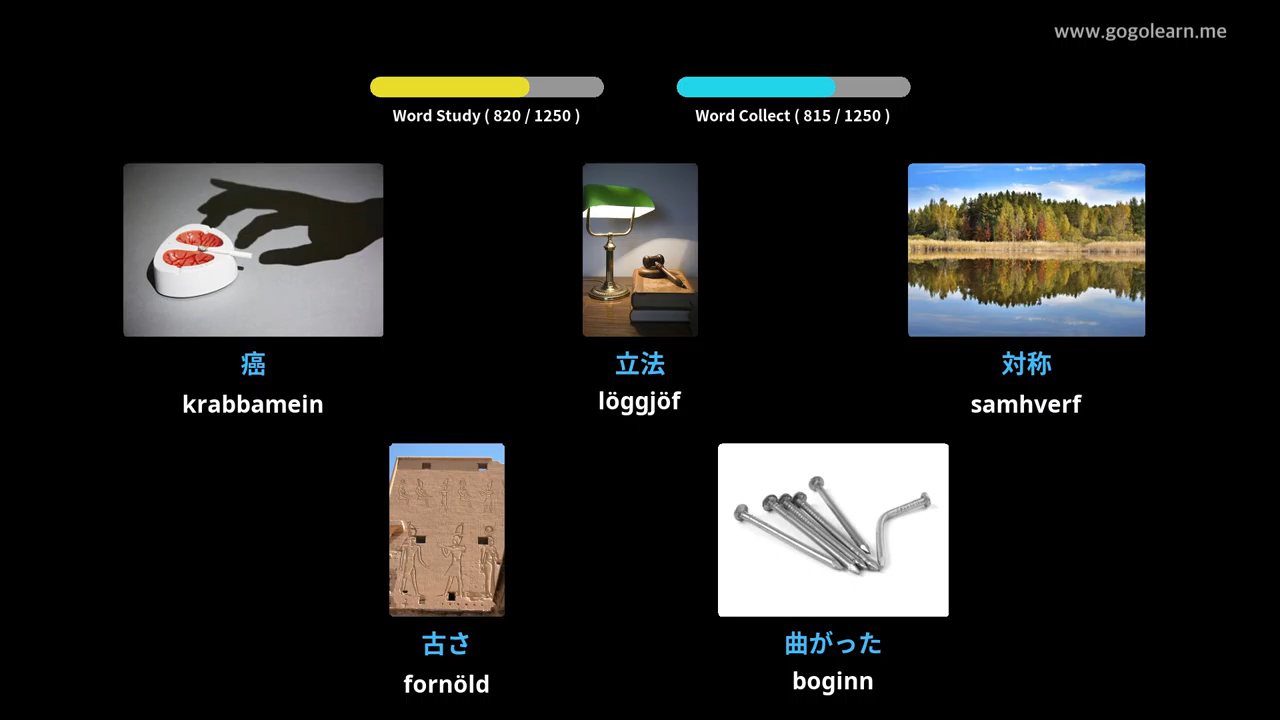 www.gogolearn.me
Word Study ( 820 / 1250 )
Word Collect ( 815 / 1250 )
癌
krabbamein
立法
löggjöf
対称
samhverf
古さ
fornöld
曲がった
boginn